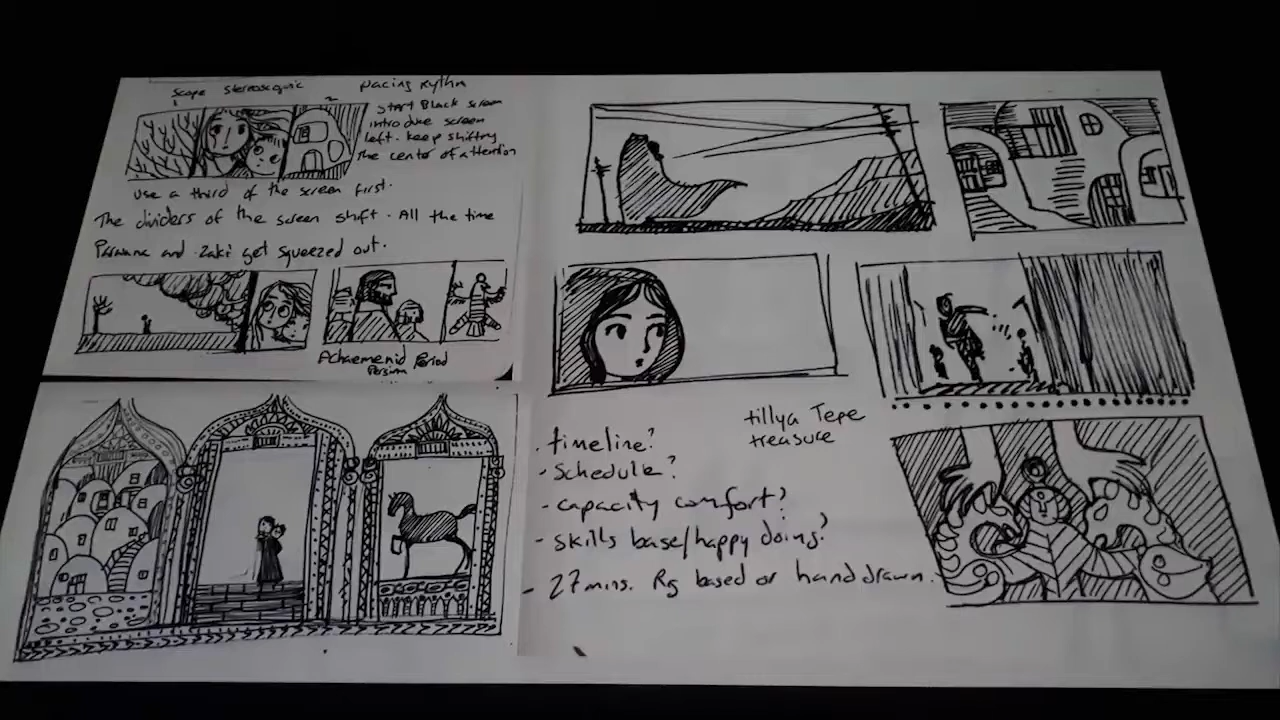 Scope stereoscopic
pacing rythm
start Black screen
introduce screen
left. keep shifting
the center of attention
use a third of the screen first.
The dividers of the screen shift. All the time
Parwana and Zaki get squeezed out.
Achaemenid Period
Persian
tillya Tepe
treasure
. timeline?
- schedule?
- capacity comfort?
- skills base/happy doing?
- 27 mins. Rg based or hand drawn.